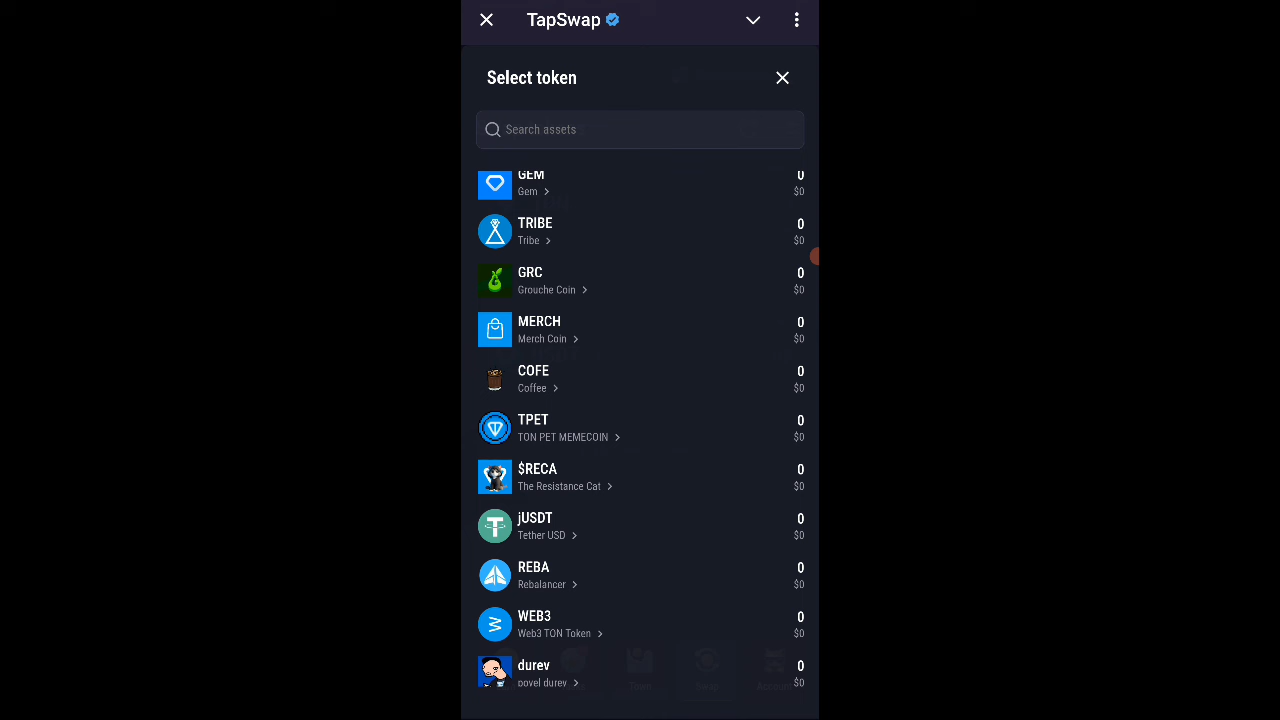 TapSwap
Select token
Search assets
GEM 0
Gem > $0
TRIBE 0
Tribe > $0
GRC 0
Grouche Coin > $0
MERCH 0
Merch Coin > $0
COFE 0
Coffee > $0
TPET 0
TON PET MEMECOIN > $0
$RECA 0
The Resistance Cat > $0
jUSDT 0
Tether USD > $0
REBA 0
Rebalancer > $0
WEB3 0
Web3 TON Token > $0
durev 0
povel durev > $0